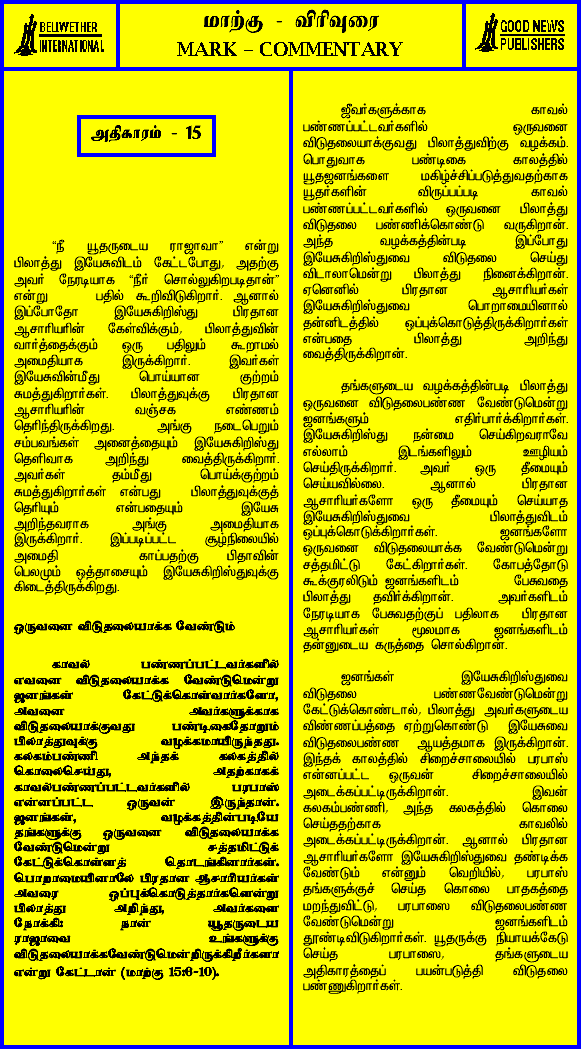 BELIWETHER
INTERNATIONAL
மாற்கு - விரிவுரை
MARK – COMMENTARY
GOOD NEWS
PUBLISHERS
அதிகாரம் - 15
“நீ யூதருடைய ராஜாவா” என்று
பிலாத்து இயேசுவிடம் கேட்டபோது, அதற்கு
அவர் நேரடியாக “நீர் சொல்லுகிறபடிதான்”
என்று பதில் கூறிவிடுகிறார். ஆனால்
இப்போதோ இயேசுகிறிஸ்து பிரதான
ஆசாரியரின் கேள்விக்கும், பிலாத்துவின்
வார்த்தைக்கும் ஒரு பதிலும் கூறாமல்
அமைதியாக இருக்கிறார். இவர்கள்
இயேசுவின்மீது பொய்யான குற்றம்
சுமத்துகிறார்கள். பிலாத்துவுக்கு பிரதான
ஆசாரியரின் வஞ்சக எண்ணம்
தெரிந்திருக்கிறது. அங்கு நடைபெறும்
சம்பவங்கள் அனைத்தையும் இயேசுகிறிஸ்து
தெளிவாக அறிந்து வைத்திருக்கிறார்.
அவர்கள் தம்மீது பொய்க்குற்றம்
சுமத்துகிறார்கள் என்பது பிலாத்துவுக்குத்
தெரியும் என்பதையும் இயேசு
அறிந்தவராக அங்கு அமைதியாக
இருக்கிறார். இப்படிப்பட்ட சூழ்நிலையில்
அமைதி காப்பதற்கு பிதாவின்
பெலமும் ஒத்தாசையும் இயேசுகிறிஸ்துவுக்கு
கிடைத்திருக்கிறது.
ஒருவனை விடுதலையாக்க வேண்டும்
காவல் பண்ணப்பட்டவர்களில்
எவனை விடுதலையாக்க வேண்டுமென்று
ஜனங்கள் கேட்டுக்கொள்வார்களோ,
அவனை அவர்களுக்காக
விடுதலையாக்குவது பண்டிகைதோறும்
பிலாத்துவுக்கு வழக்கமாயிருந்தது.
கலகம்பண்ணி அந்தக் கலகத்தில்
கொலைசெய்து, அதற்காகக்
காவல்பண்ணப்பட்டவர்களில் பரபாஸ்
என்னப்பட்ட ஒருவன் இருந்தான்.
ஜனங்கள், வழக்கத்தின்படியே
தங்களுக்கு ஒருவனை விடுதலையாக்க
வேண்டுமென்று சத்தமிட்டுக்
கேட்டுக்கொள்ளத் தொடங்கினார்கள்.
பொறாமையினாலே பிரதான ஆசாரியர்கள்
அவரை ஒப்புக்கொடுத்தார்களென்று
பிலாத்து அறிந்து, அவர்களை
நோக்கி: நான் யூதருடைய
ராஜாவை உங்களுக்கு
விடுதலையாக்கவேண்டுமென்றிருக்கிறீர்களா
என்று கேட்டான் (மாற்கு 15:6-10).
ஜீவர்களுக்காக காவல்
பண்ணப்பட்டவர்களில் ஒருவனை
விடுதலையாக்குவது பிலாத்துவிற்கு வழக்கம்.
பொதுவாக பண்டிகை காலத்தில்
யூதஜனங்களை மகிழ்ச்சிப்படுத்துவதற்காக
யூதர்களின் விருப்பப்படி காவல்
பண்ணப்பட்டவர்களில் ஒருவனை பிலாத்து
விடுதலை பண்ணிக்கொண்டு வருகிறான்.
அந்த வழக்கத்தின்படி இப்போது
இயேசுகிறிஸ்துவை விடுதலை செய்து
விடாலாமென்று பிலாத்து நினைக்கிறான்.
ஏனெனில் பிரதான ஆசாரியர்கள்
இயேசுகிறிஸ்துவை பொறாமையினால்
தன்னிடத்தில் ஒப்புக்கொடுத்திருக்கிறார்கள்
என்பதை பிலாத்து அறிந்து
வைத்திருக்கிறான்.
தங்களுடைய வழக்கத்தின்படி பிலாத்து
ஒருவனை விடுதலைபண்ண வேண்டுமென்று
ஜனங்களும் எதிர்பார்க்கிறார்கள்.
இயேசுகிறிஸ்து நன்மை செய்கிறவராவே
எல்லாம் இடங்களிலும் ஊழியம்
செய்திருக்கிறார். அவர் ஒரு தீமையும்
செய்யவில்லை. ஆனால் பிரதான
ஆசாரியர்களோ ஒரு தீமையும் செய்யாத
இயேசுகிறிஸ்துவை பிலாத்துவிடம்
ஒப்புக்கொடுக்கிறார்கள். ஜனங்களோ
ஒருவனை விடுதலையாக்க வேண்டுமென்று
சத்தமிட்டு கேட்கிறார்கள். கோபத்தோடு
கூக்குரலிடும் ஜனங்களிடம் பேசுவதை
பிலாத்து தவிர்க்கிறான். அவர்களிடம்
நேரடியாக பேசுவதற்குப் பதிலாக பிரதான
ஆசாரியர்கள் மூலமாக ஜனங்களிடம்
தன்னுடைய கருத்தை சொல்கிறான்.
ஜனங்கள் இயேசுகிறிஸ்துவை
விடுதலை பண்ணவேண்டுமென்று
கேட்டுக்கொண்டால், பிலாத்து அவர்களுடைய
விண்ணப்பத்தை ஏற்றுகொண்டு இயேசுவை
விடுதலைபண்ண ஆயத்தமாக இருக்கிறான்.
இந்தக் காலத்தில் சிறைச்சாலையில் பரபாஸ்
என்னப்பட்ட ஒருவன் சிறைச்சாலையில்
அடைக்கப்பட்டிருக்கிறான். இவன்
கலகம்பண்ணி, அந்த கலகத்தில் கொலை
செய்ததற்காக காவலில்
அடைக்கப்பட்டிருக்கிறான். ஆனால் பிரதான
ஆசாரியர்களோ இயேசுகிறிஸ்துவை தண்டிக்க
வேண்டும் என்னும் வெறியில், பரபாஸ்
தங்களுக்குச் செய்த கொலை பாதகத்தை
மறந்துவிட்டு, பரபாஸை விடுதலைபண்ண
வேண்டுமென்று ஜனங்களிடம்
தூண்டிவிடுகிறார்கள். யூதருக்கு நியாயக்கேடு
செய்த பரபாஸை, தங்களுடைய
அதிகாரத்தைப் பயன்படுத்தி விடுதலை
பண்ணுகிறார்கள்.